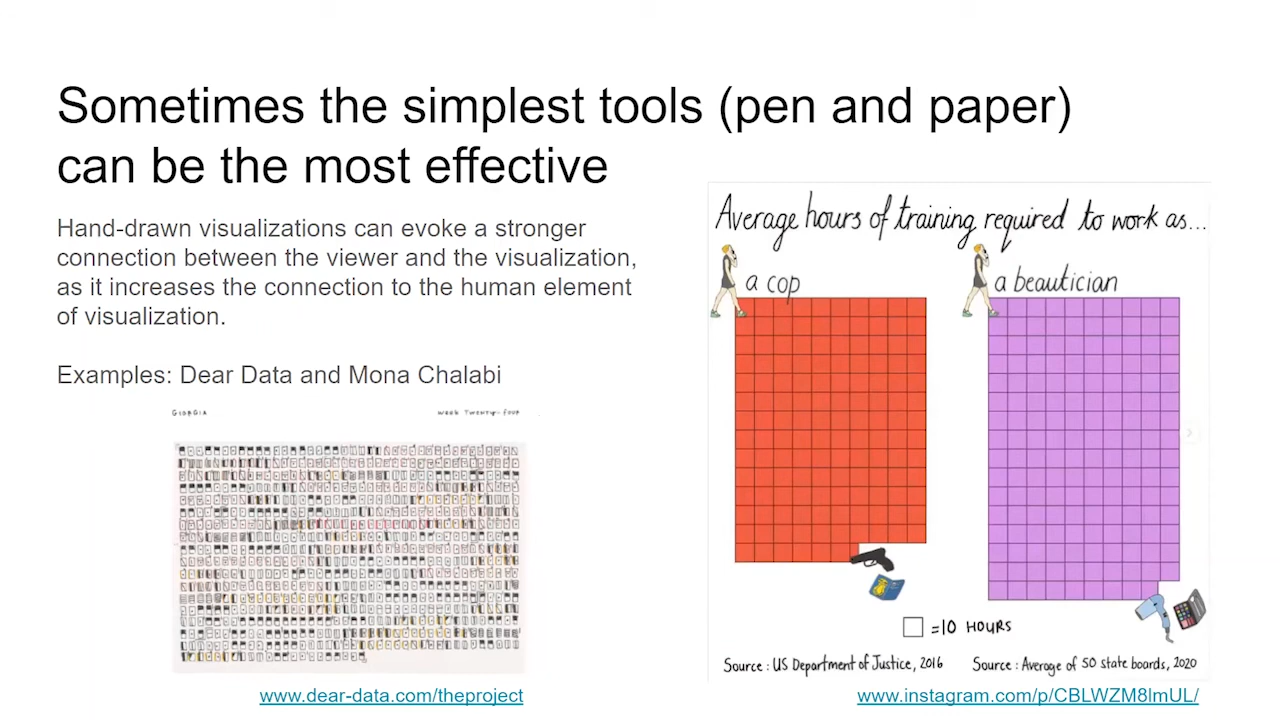 Sometimes the simplest tools (pen and paper)
can be the most effective
Hand-drawn visualizations can evoke a stronger
connection between the viewer and the visualization,
as it increases the connection to the human element
of visualization.
Examples: Dear Data and Mona Chalabi
GIORGIA
WEEK TWENTY-FOUR
www.dear-data.com/theproject
Average hours of training required to work as...
a cop
a beautician
=10 HOURS
Source: US Department of Justice, 2016
Source: Average of 50 state boards, 2020
www.instagram.com/p/CBLWZM8lmUL/